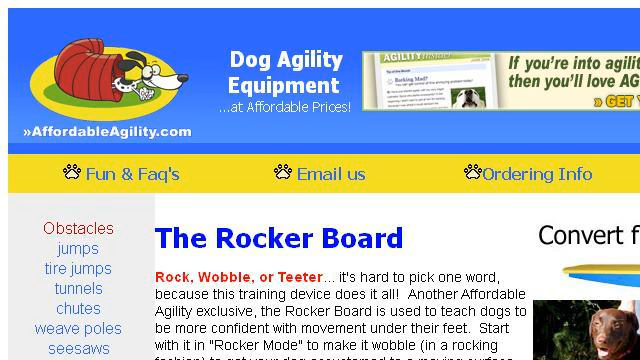 Dog Agility
Equipment
...at Affordable Prices!
»AffordableAgility.com
AGILITY Insider
Barking Mad?
If you're into agilit
then you'll love AG
» GET Y
Fun & Faq's
Email us
Ordering Info
Obstacles
jumps
tire jumps
tunnels
chutes
weave poles
seesaws
The Rocker Board
Rock, Wobble, or Teeter... it's hard to pick one word,
because this training device does it all!  Another Affordable
Agility exclusive, the Rocker Board is used to teach dogs to
be more confident with movement under their feet.  Start
with it in "Rocker Mode" to make it wobble (in a rocking
Convert f